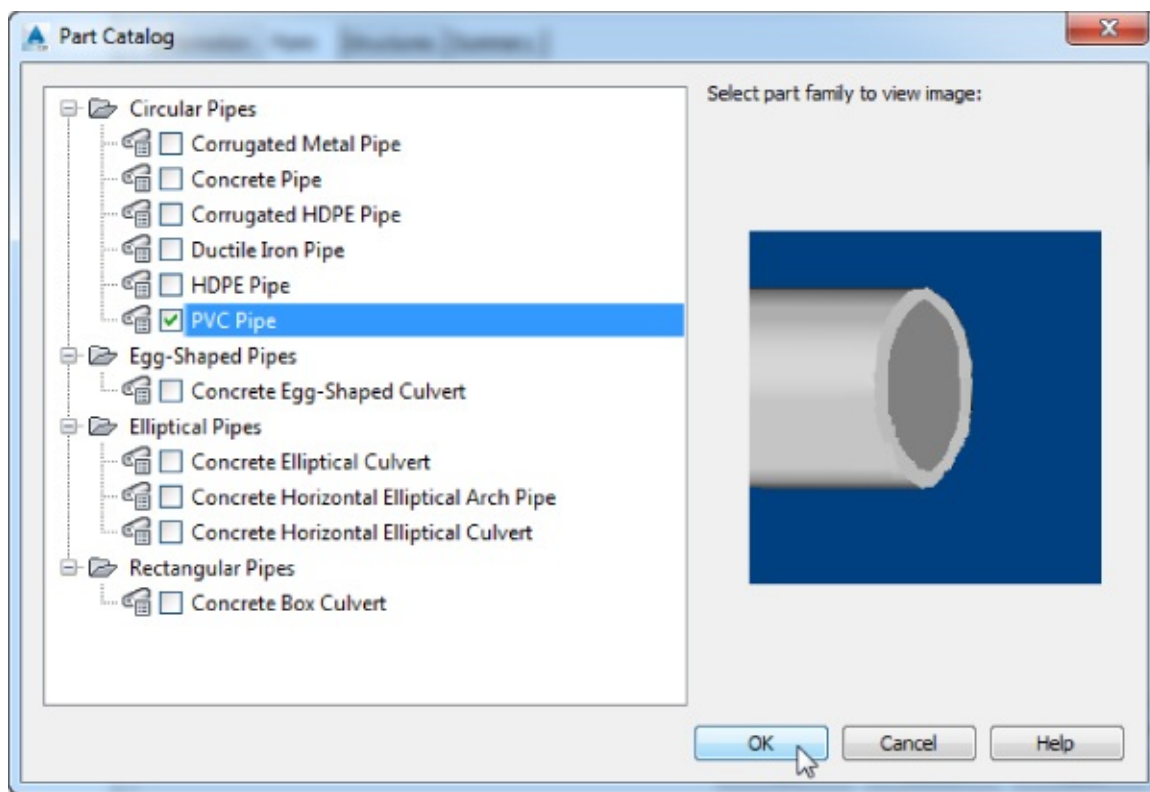 Part Catalog
Select part family to view image:
Circular Pipes
Corrugated Metal Pipe
Concrete Pipe
Corrugated HDPE Pipe
Ductile Iron Pipe
HDPE Pipe
PVC Pipe
Egg-Shaped Pipes
Concrete Egg-Shaped Culvert
Elliptical Pipes
Concrete Elliptical Culvert
Concrete Horizontal Elliptical Arch Pipe
Concrete Horizontal Elliptical Culvert
Rectangular Pipes
Concrete Box Culvert
OK Cancel Help